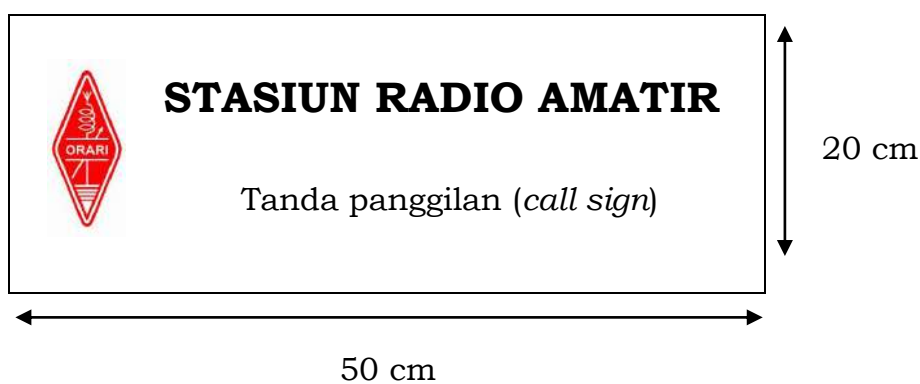 STASIUN RADIO AMATIR
ORARI
Tanda panggilan (call sign)
20 cm
50 cm